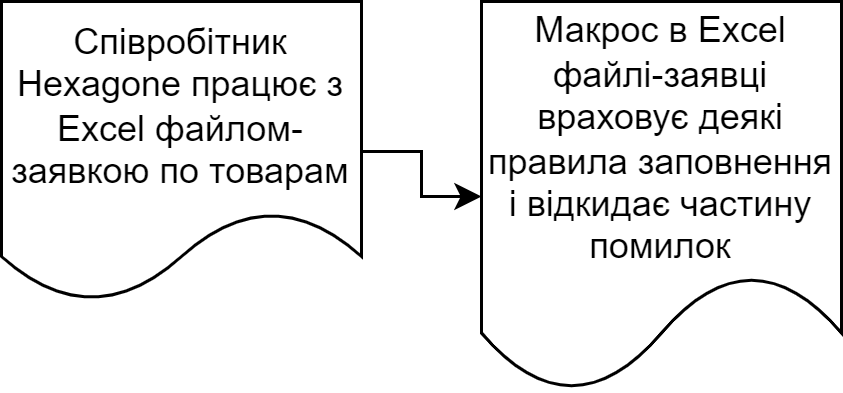 Співробітник
Hexagone працює з
Excel файлом-
заявкою по товарам
Макрос в Excel
файлі-заявці
враховує деякі
правила заповнення
і відкидає частину
помилок